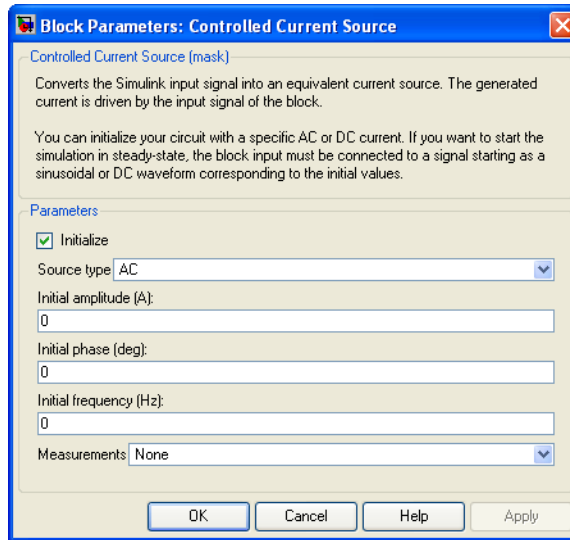 Block Parameters: Controlled Current Source
Controlled Current Source (mask)
Converts the Simulink input signal into an equivalent current source. The generated
current is driven by the input signal of the block.
You can initialize your circuit with a specific AC or DC current. If you want to start the
simulation in steady-state, the block input must be connected to a signal starting as a
sinusoidal or DC waveform corresponding to the initial values.
Parameters
Initialize
Source type AC
Initial amplitude (A):
0
Initial phase (deg):
0
Initial frequency (Hz):
0
Measurements None
OK Cancel Help Apply